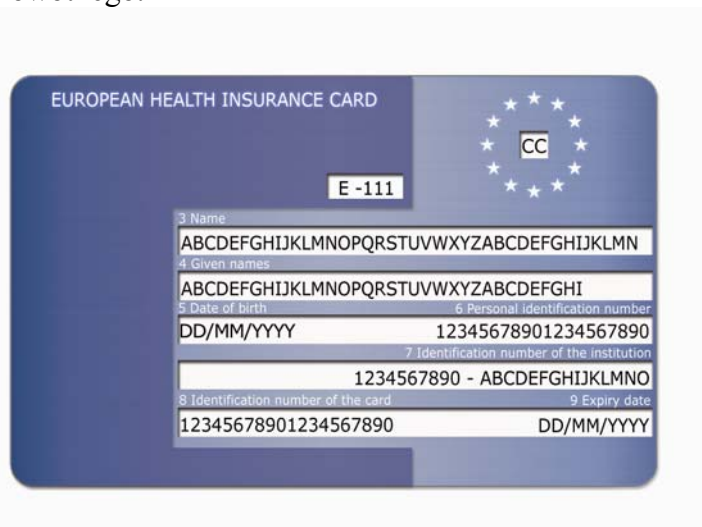 EUROPEAN HEALTH INSURANCE CARD
CC
E -111
3 Name
ABCDEFGHIJKLMNOPQRSTUVWXYZABCDEFGHIJKLMN
4 Given names
ABCDEFGHIJKLMNOPQRSTUVWXYZABCDEFGHI
5 Date of birth 6 Personal identification number
DD/MM/YYYY 12345678901234567890
7 Identification number of the institution
1234567890 - ABCDEFGHIJKLMNO
8 Identification number of the card 9 Expiry date
12345678901234567890 DD/MM/YYYY